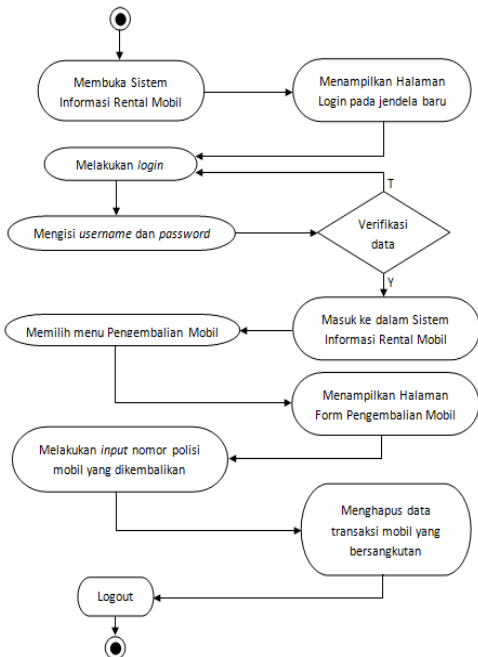 Membuka Sistem
Informasi Rental Mobil
Menampilkan Halaman
Login pada jendela baru
Melakukan login
T
Mengisi username dan password
Verifikasi
data
Y
Masuk ke dalam Sistem
Informasi Rental Mobil
Memilih menu Pengembalian Mobil
Menampilkan Halaman
Form Pengembalian Mobil
Melakukan input nomor polisi
mobil yang dikembalikan
Menghapus data
transaksi mobil yang
bersangkutan
Logout